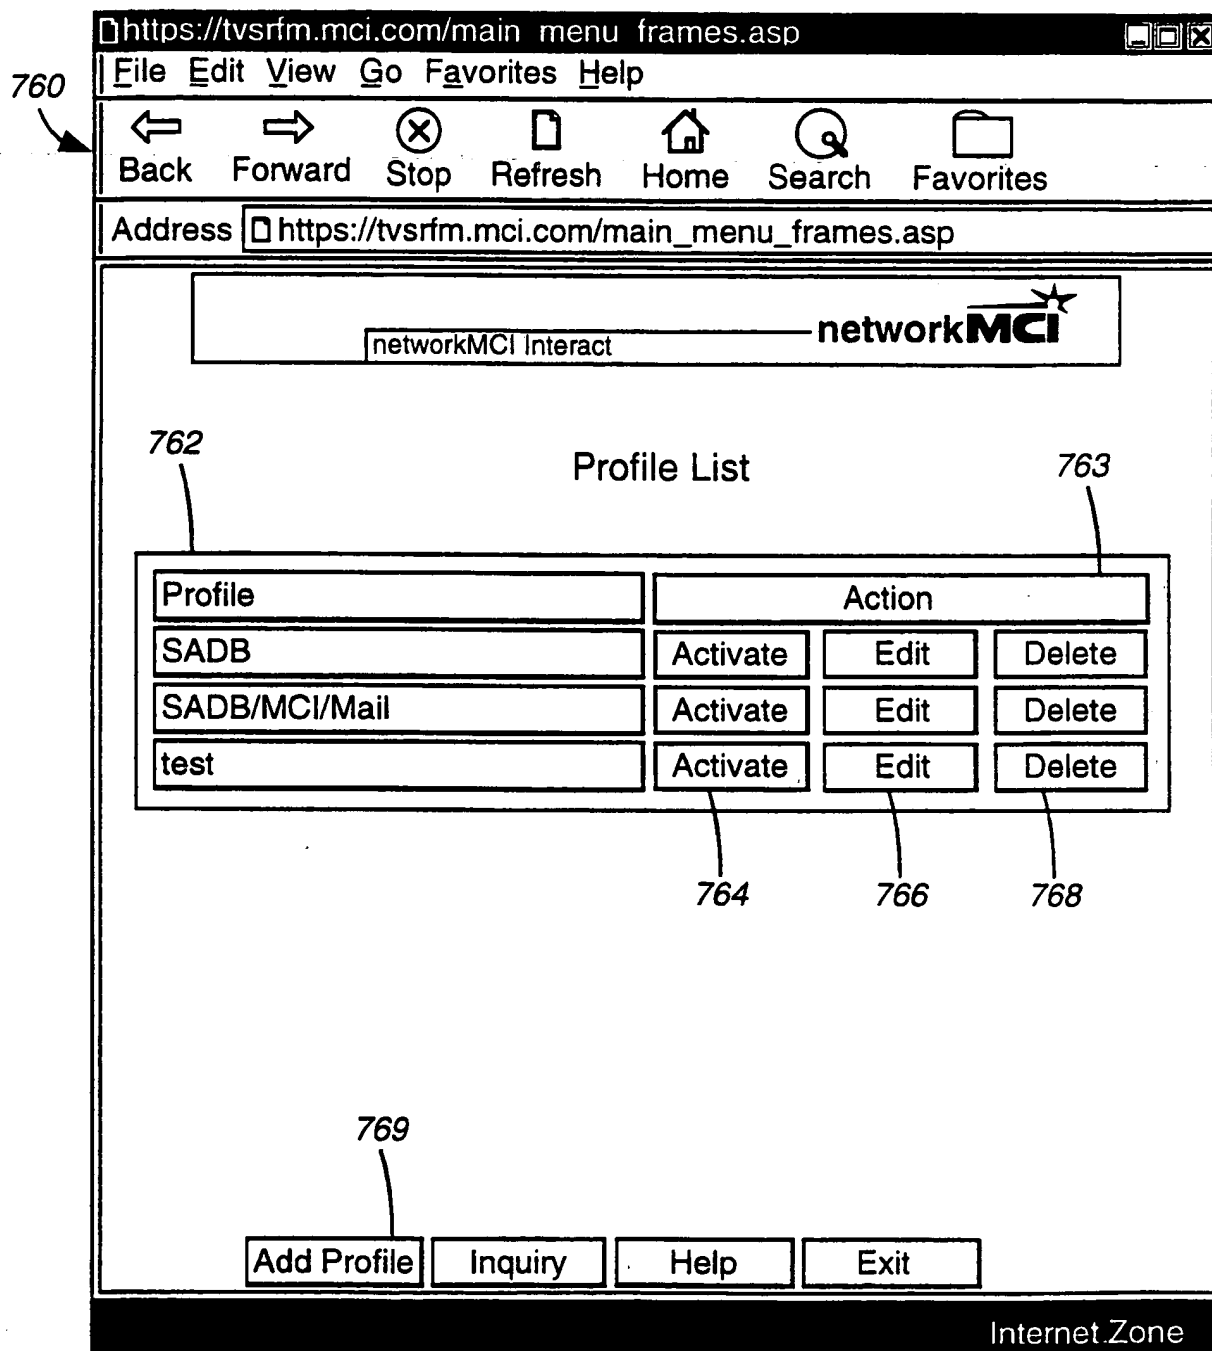 https://tvsrfm.mci.com/main_menu_frames.asp
760
File Edit View Go Favorites Help
Back Forward Stop Refresh Home Search Favorites
Address https://tvsrfm.mci.com/main_menu_frames.asp
networkMCI
networkMCI Interact
762
Profile List
763
Profile Action
SADB Activate Edit Delete
SADB/MCI/Mail Activate Edit Delete
test Activate Edit Delete
764 766 768
769
Add Profile Inquiry Help Exit
Internet Zone